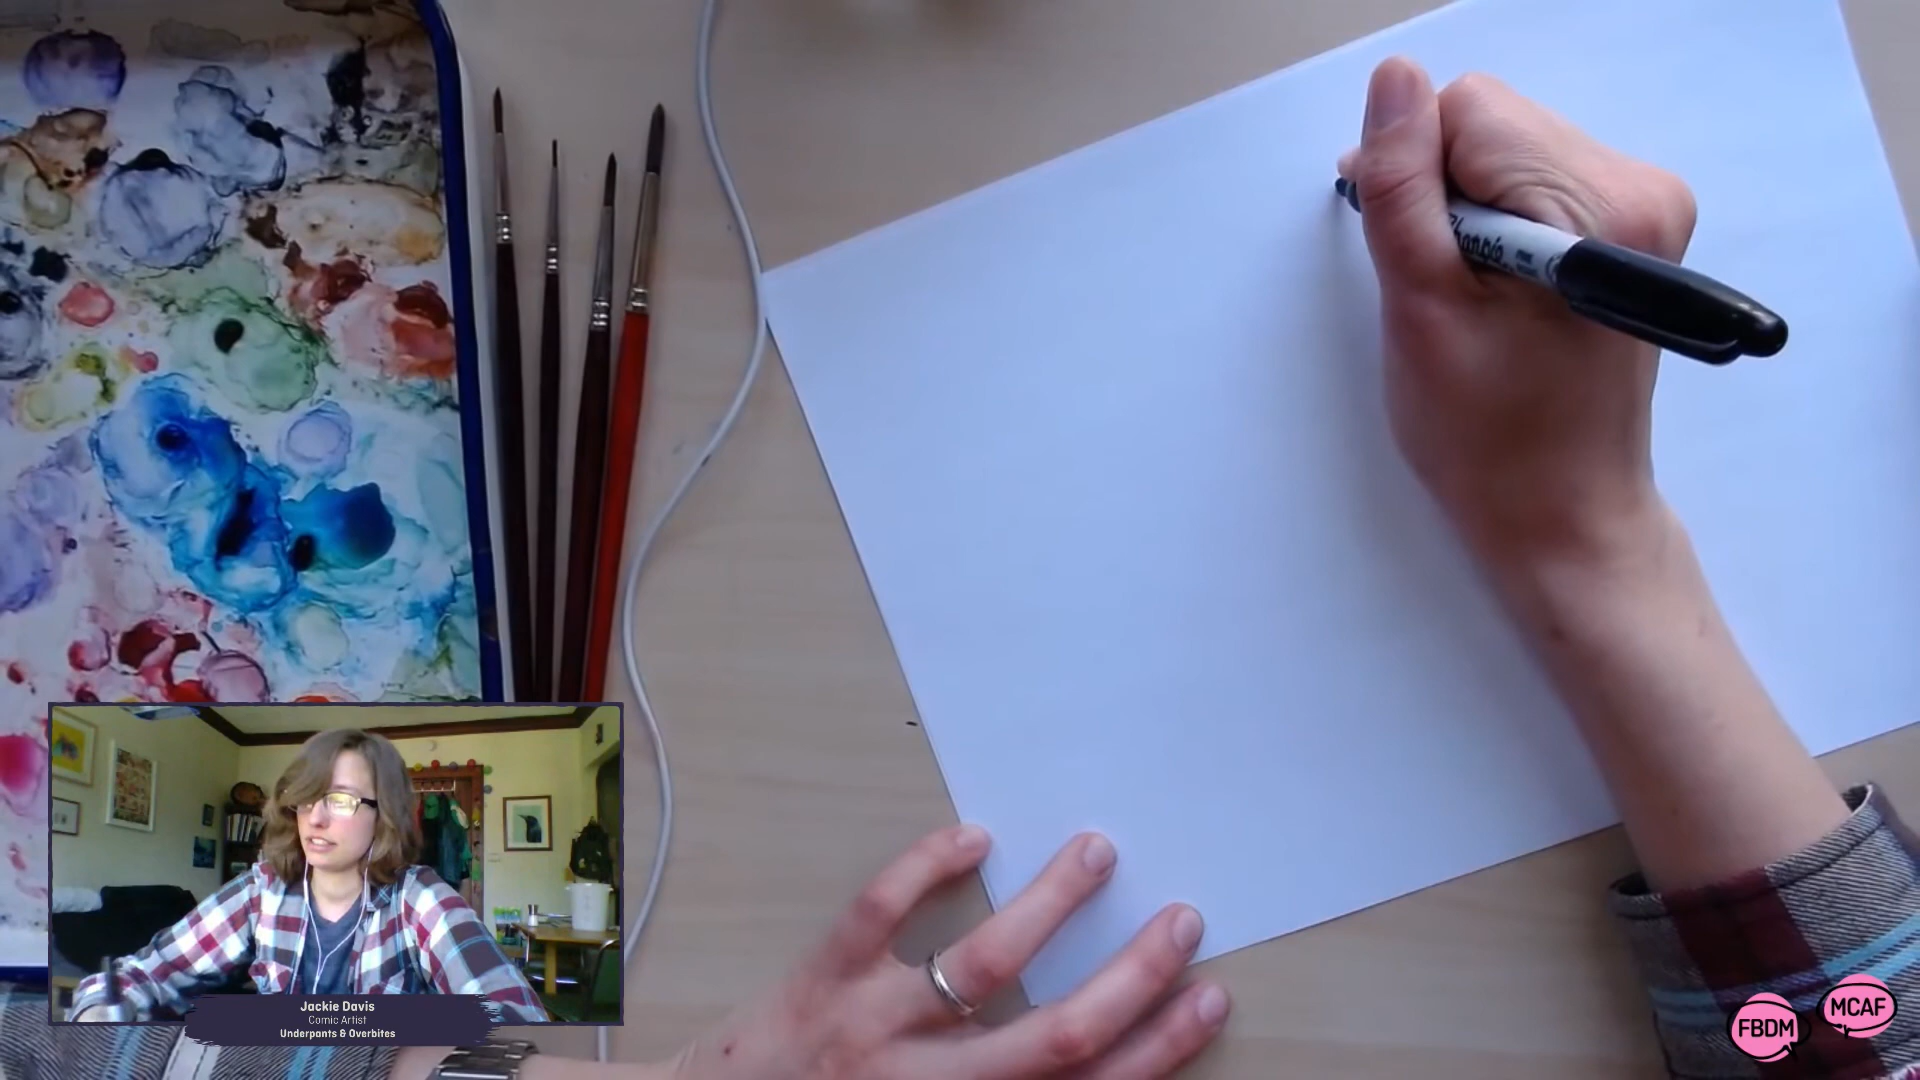 Sharpie
Jackie Davis
Comic Artist
Underpants & Overbites
FBDM
MCAF